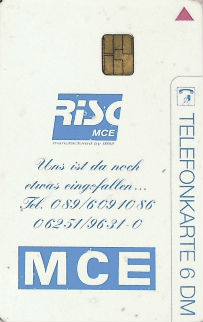 RiSC
MCE
manufactured by IBM
Uns ist du noch
etwas eingefallen...
Tel. 089/6091086
06251/9631-0
MCE
TELEFONKARTE 6 DM